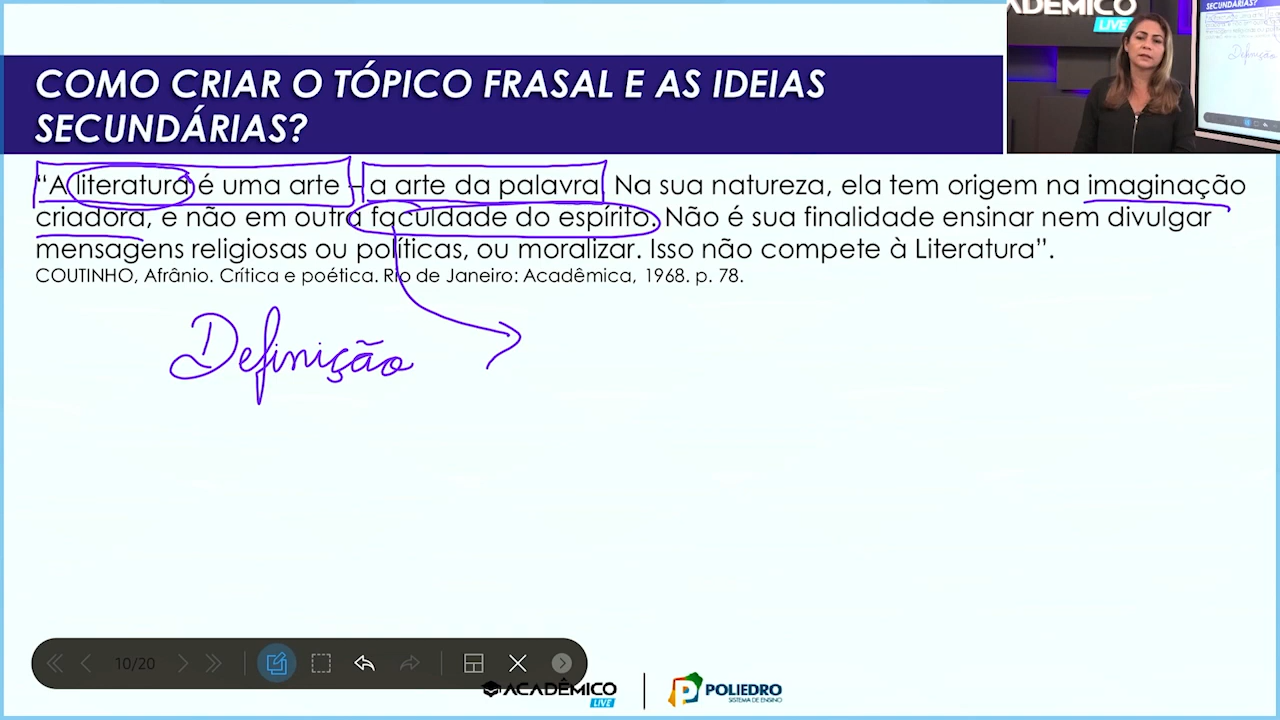 COMO CRIAR O TÓPICO FRASAL E AS IDEIAS
SECUNDÁRIAS?
“A literatura é uma arte – a arte da palavra. Na sua natureza, ela tem origem na imaginação
criadora, e não em outra faculdade do espírito. Não é sua finalidade ensinar nem divulgar
mensagens religiosas ou políticas, ou moralizar. Isso não compete à Literatura”.
COUTINHO, Afrânio. Crítica e poética. Rio de Janeiro: Acadêmica, 1968. p. 78.
Definição
10/20
ACADÊMICO
LIVE
POLIEDRO
SISTEMA DE ENSINO
ADÊMICO
LIVE
SECUNDÁRIAS?
Definição